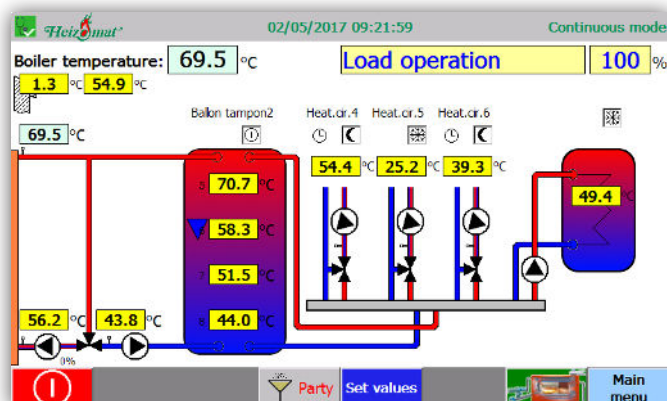 Heizomat 02/05/2017 09:21:59 Continuous mode
Boiler temperature: 69.5 °C Load operation 100 %
1.3 °C 54.9 °C
Ballon tampon2 Heat.cir.4 Heat.cir.5 Heat.cir.6
69.5 °C
54.4 °C 25.2 °C 39.3 °C
5 70.7 °C
49.4 °C
58.3 °C
7 51.5 °C
56.2 °C 43.8 °C 8 44.0 °C
0%
Party Set values Main
menu